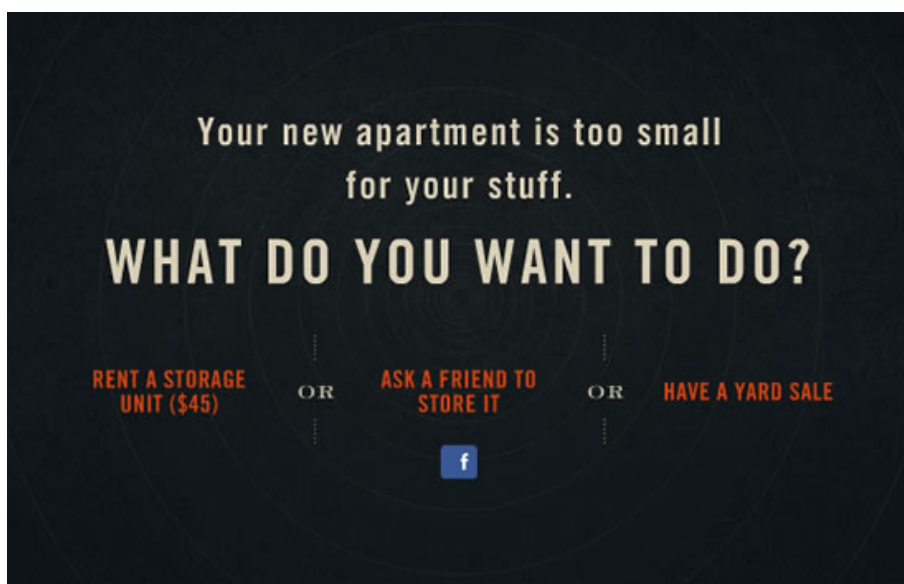 Your new apartment is too small
for your stuff.
WHAT DO YOU WANT TO DO?
RENT A STORAGE
UNIT ($45)
OR
ASK A FRIEND TO
STORE IT
f
OR
HAVE A YARD SALE